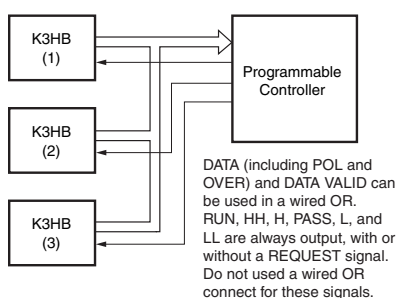 K3HB
(1)
Programmable
Controller
K3HB
(2)
K3HB
(3)
DATA (including POL and
OVER) and DATA VALID can
be used in a wired OR.
RUN, HH, H, PASS, L, and
LL are always output, with or
without a REQUEST signal.
Do not used a wired OR
connect for these signals.